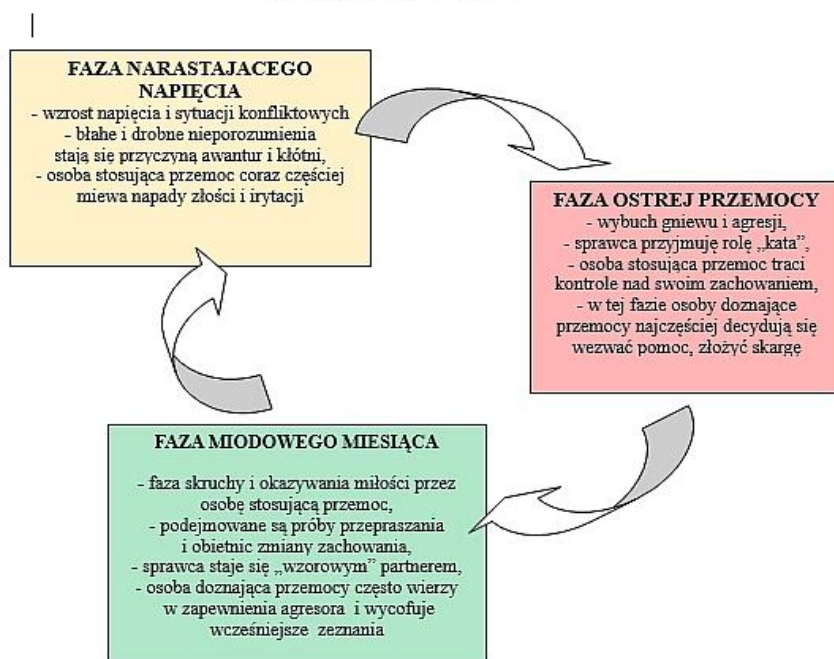 FAZA NARASTAJACEGO
NAPIĘCIA
- wzrost napięcia i sytuacji konfliktowych
- błahe i drobne nieporozumienia
stają się przyczyną awantur i kłótni,
- osoba stosująca przemoc coraz częściej
miewa napady złości i irytacji
FAZA OSTREJ PRZEMOCY
- wybuch gniewu i agresji,
- sprawca przyjmuję rolę „kata”,
- osoba stosująca przemoc traci
kontrole nad swoim zachowaniem,
- w tej fazie osoby doznające
przemocy najczęściej decydują się
wezwać pomoc, złożyć skargę
FAZA MIODOWEGO MIESIĄCA
- faza skruchy i okazywania miłości przez
osobę stosującą przemoc,
- podejmowane są próby przepraszania
i obietnic zmiany zachowania,
- sprawca staje się „wzorowym” partnerem,
- osoba doznająca przemocy często wierzy
w zapewnienia agresora i wycofuje
wcześniejsze zeznania